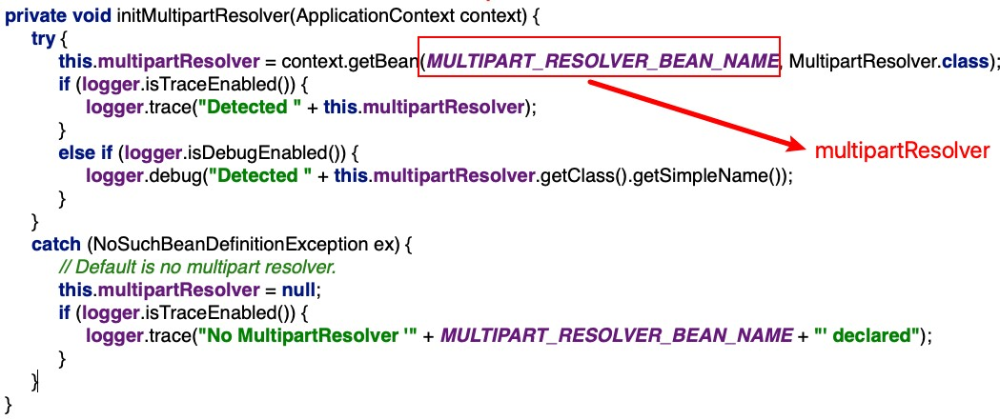 private void initMultipartResolver(ApplicationContext context) {
try {
this.multipartResolver = context.getBean(MULTIPART_RESOLVER_BEAN_NAME, MultipartResolver.class);
if (logger.isTraceEnabled()) {
logger.trace("Detected " + this.multipartResolver);
}
else if (logger.isDebugEnabled()) {
multipartResolver
logger.debug("Detected " + this.multipartResolver.getClass().getSimpleName());
}
}
catch (NoSuchBeanDefinitionException ex) {
// Default is no multipart resolver.
this.multipartResolver = null;
if (logger.isTraceEnabled()) {
logger.trace("No MultipartResolver '" + MULTIPART_RESOLVER_BEAN_NAME + "' declared");
}
}
}